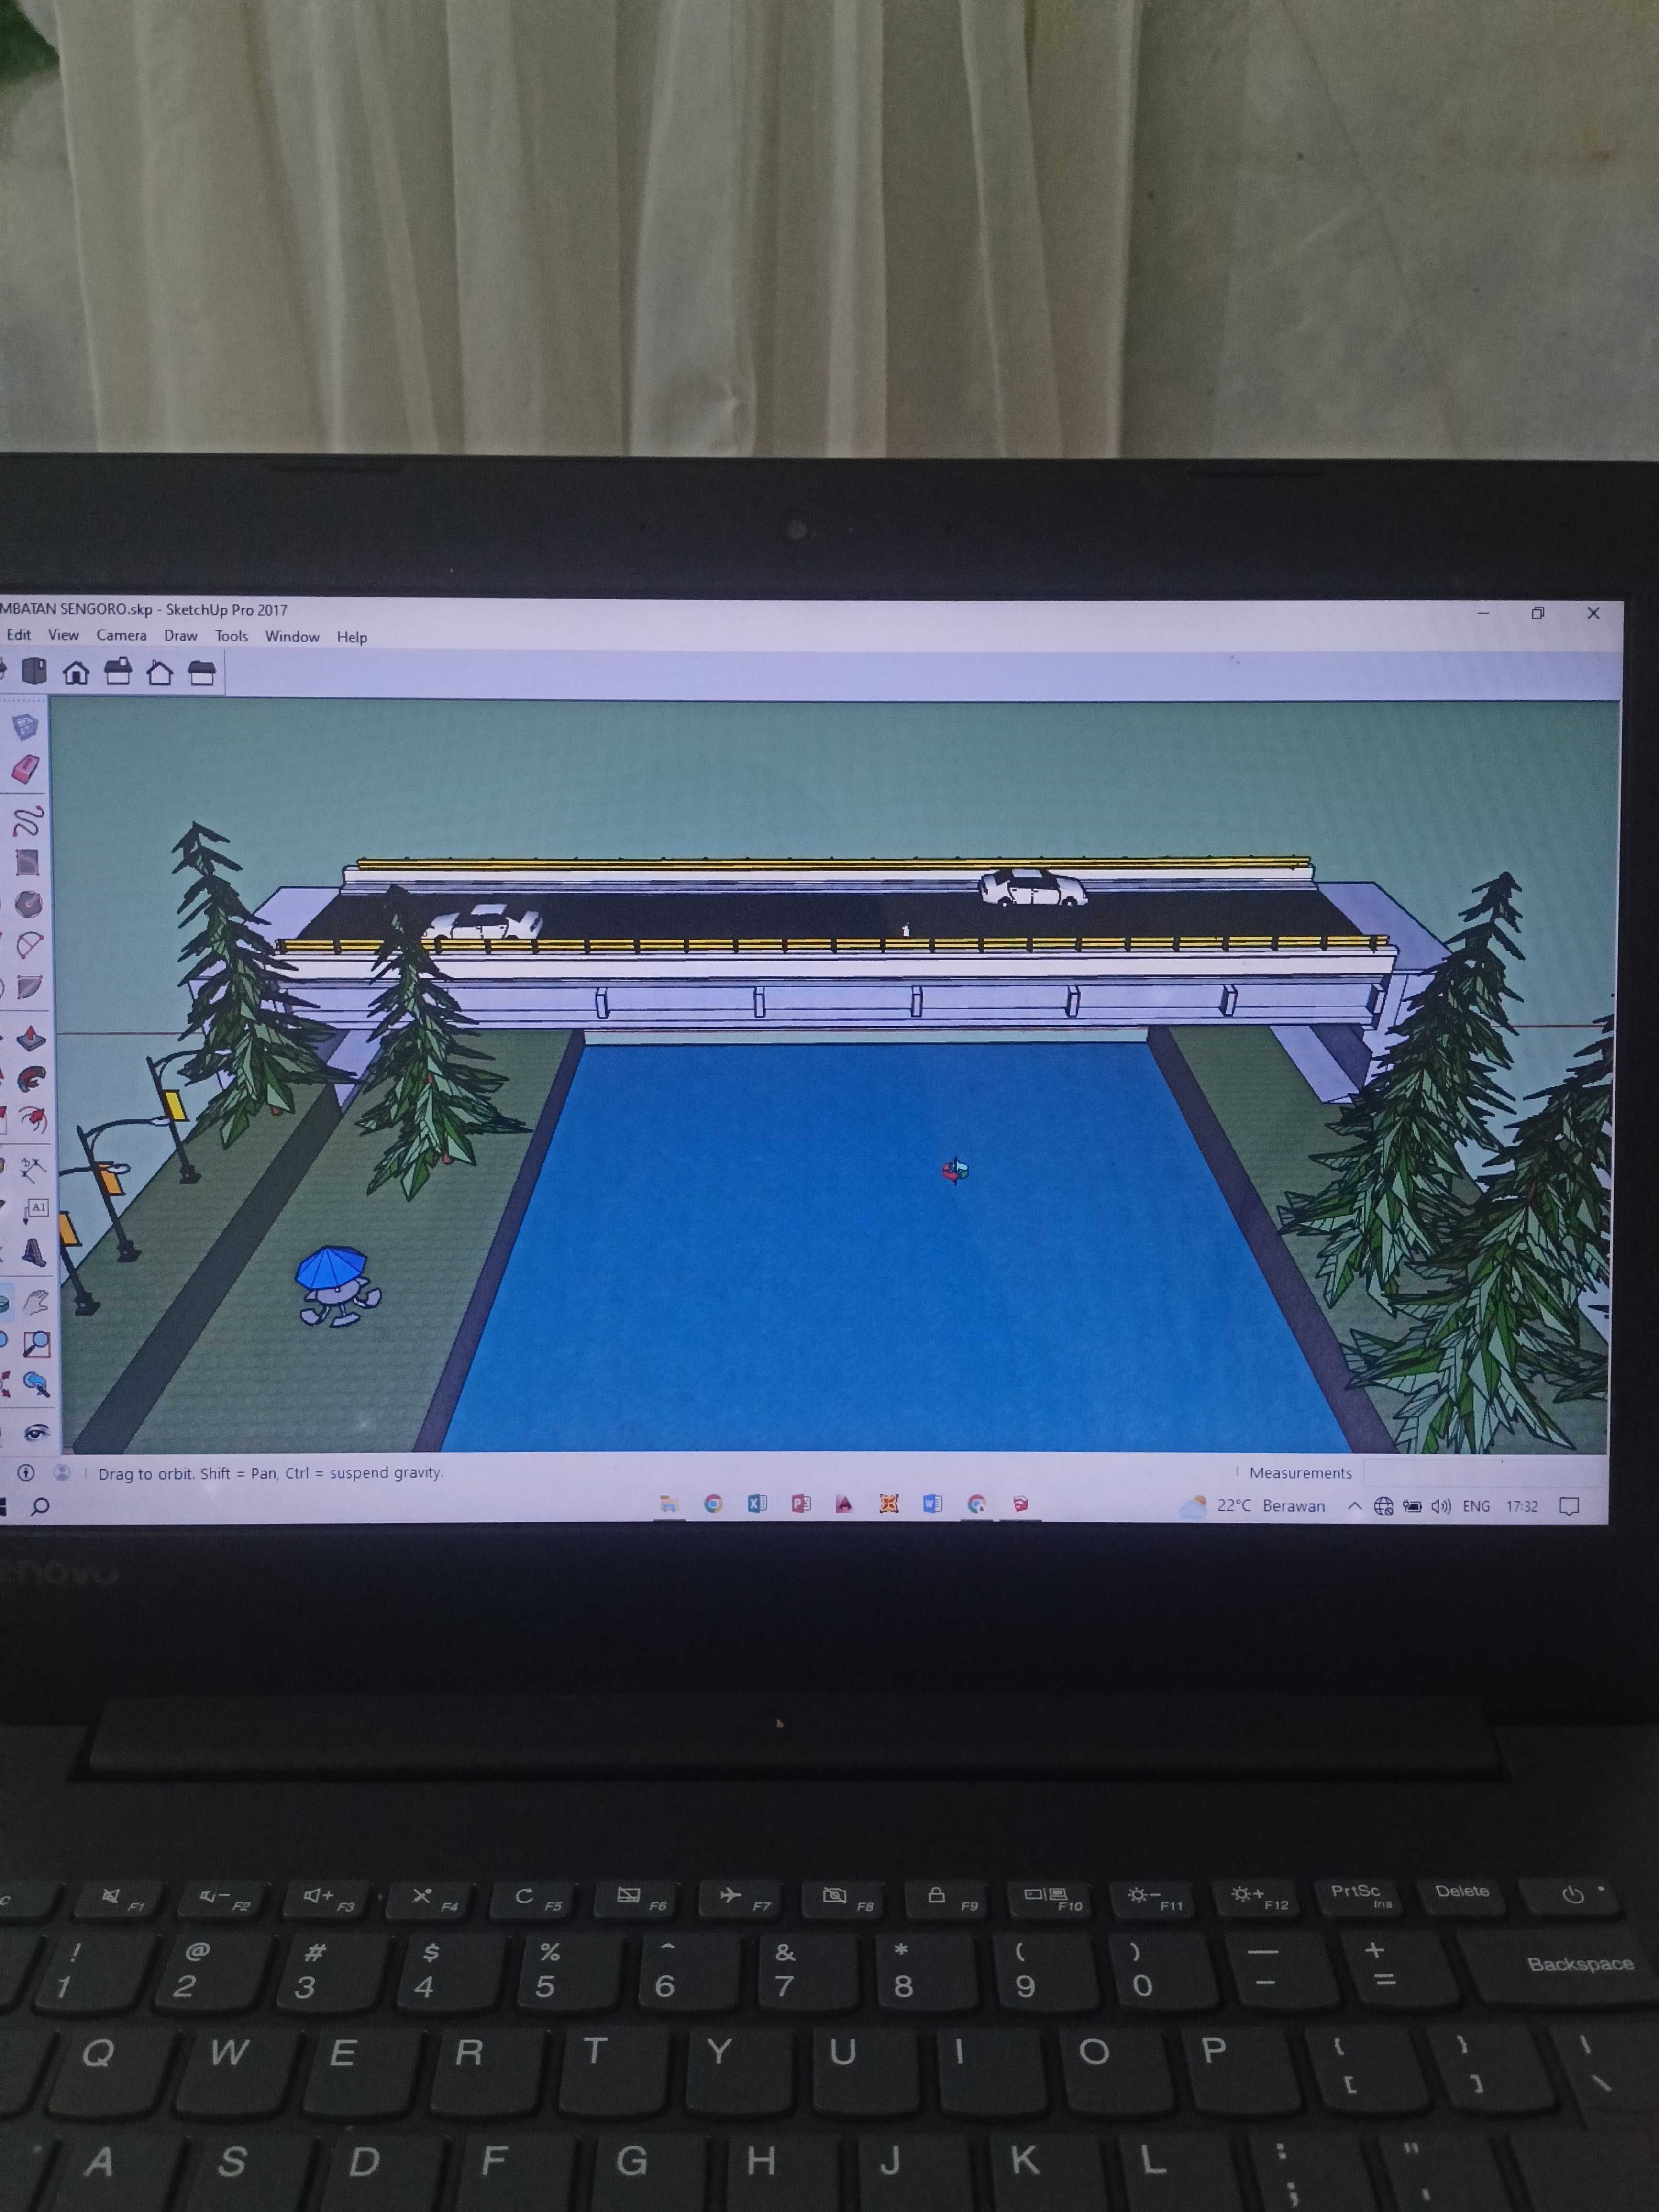 MBATAN SENGORO.skp - SketchUp Pro 2017
Edit View Camera Draw Tools Window Help
A1
Drag to orbit. Shift = Pan, Ctrl = suspend gravity.
Measurements
22°C Berawan ENG 17:32
enovo
F1 F2 F3 F4 F5 F6 F7 F8 F9 F10 F11 F12 PrtSc Ins Delete
! @ # $ % ^ & * ( ) — +
1 2 3 4 5 6 7 8 9 0 - = Backspace
Q W E R T Y U I O P { [ } ] | \
A S D F G H J K L : ; " '